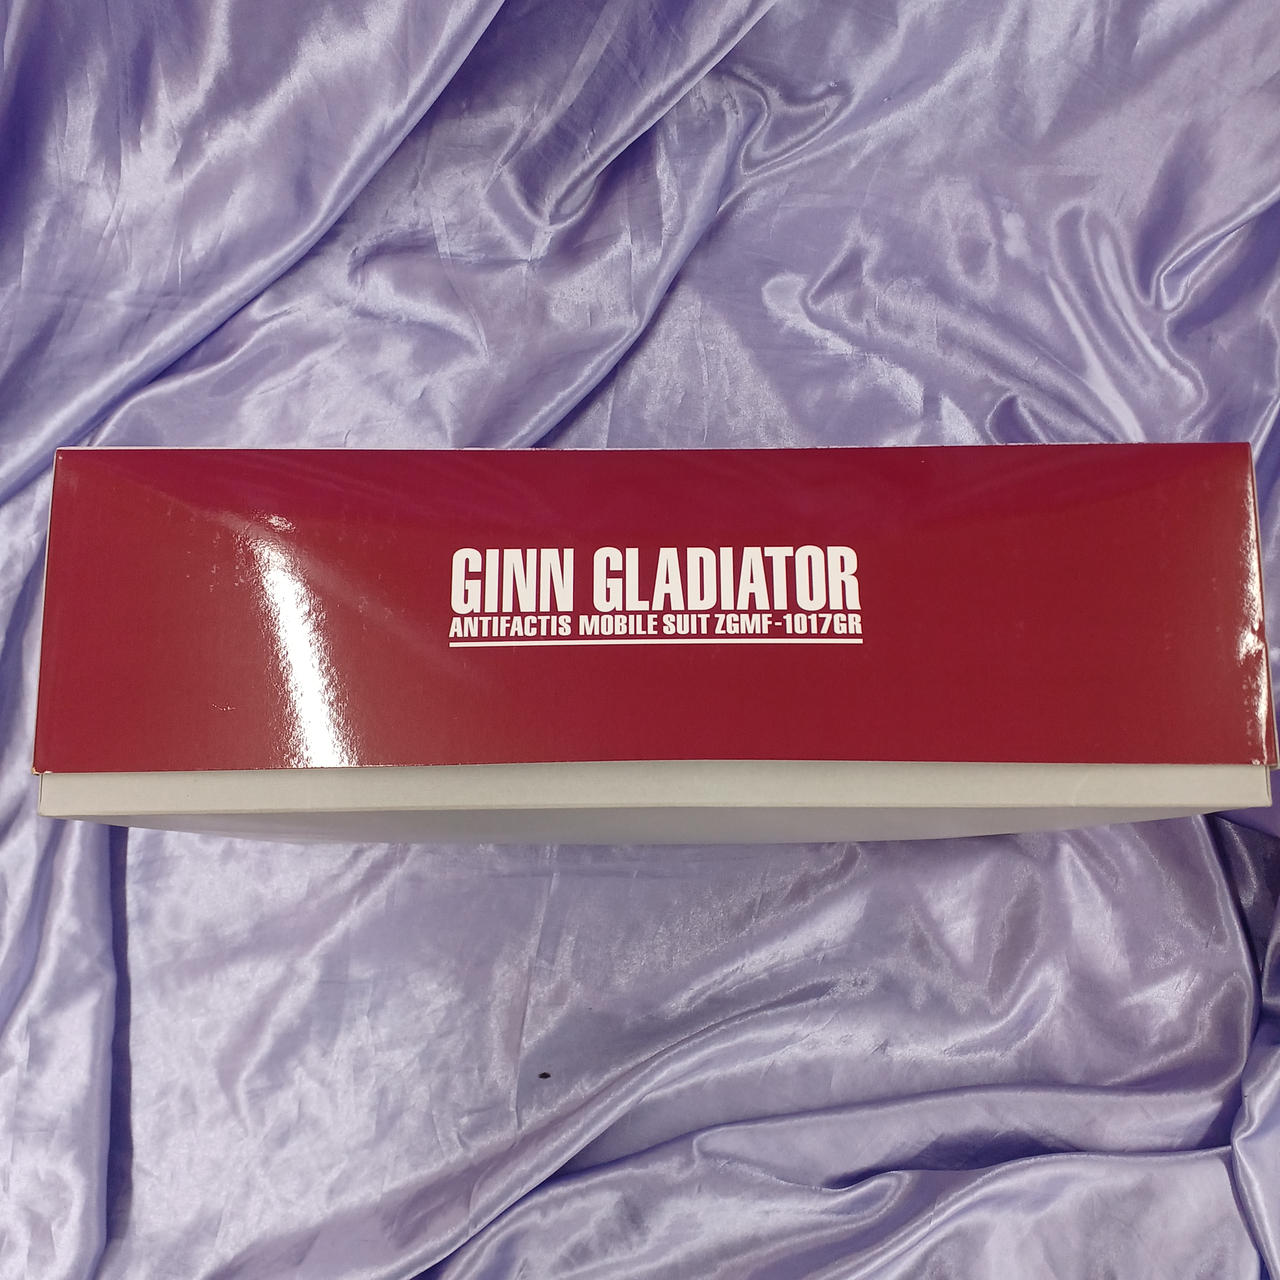 GINN GLADIATOR
ANTIFACTIS MOBILE SUIT ZGMF-1017GR